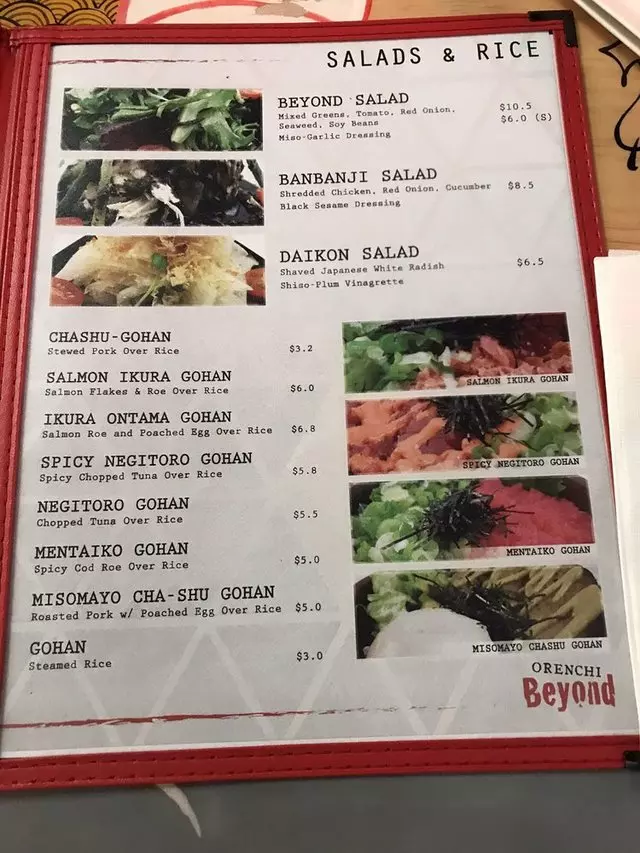 SALADS & RICE
BEYOND SALAD
Mixed Greens, Tomato, Red Onion, $10.5
Seaweed, Soy Beans $6.0 (S)
Miso-Garlic Dressing
BANBANJI SALAD
Shredded Chicken, Red Onion, Cucumber $8.5
Black Sesame Dressing
DAIKON SALAD
Shaved Japanese White Radish $6.5
Shiso-Plum Vinagrette
CHASHU-GOHAN
Stewed Pork Over Rice $3.2
SALMON IKURA GOHAN
Salmon Flakes & Roe Over Rice $6.0
IKURA ONTAMA GOHAN
Salmon Roe and Poached Egg Over Rice $6.8
SPICY NEGITORO GOHAN
Spicy Chopped Tuna Over Rice $5.8
NEGITORO GOHAN
Chopped Tuna Over Rice $5.5
MENTAIKO GOHAN
Spicy Cod Roe Over Rice $5.0
MISOMAYO CHA-SHU GOHAN
Roasted Pork w/ Poached Egg Over Rice $5.0
GOHAN
Steamed Rice $3.0
SALMON IKURA GOHAN
SPICY NEGITORO GOHAN
MENTAIKO GOHAN
MISOMAYO CHASHU GOHAN
ORENCHI
Beyond